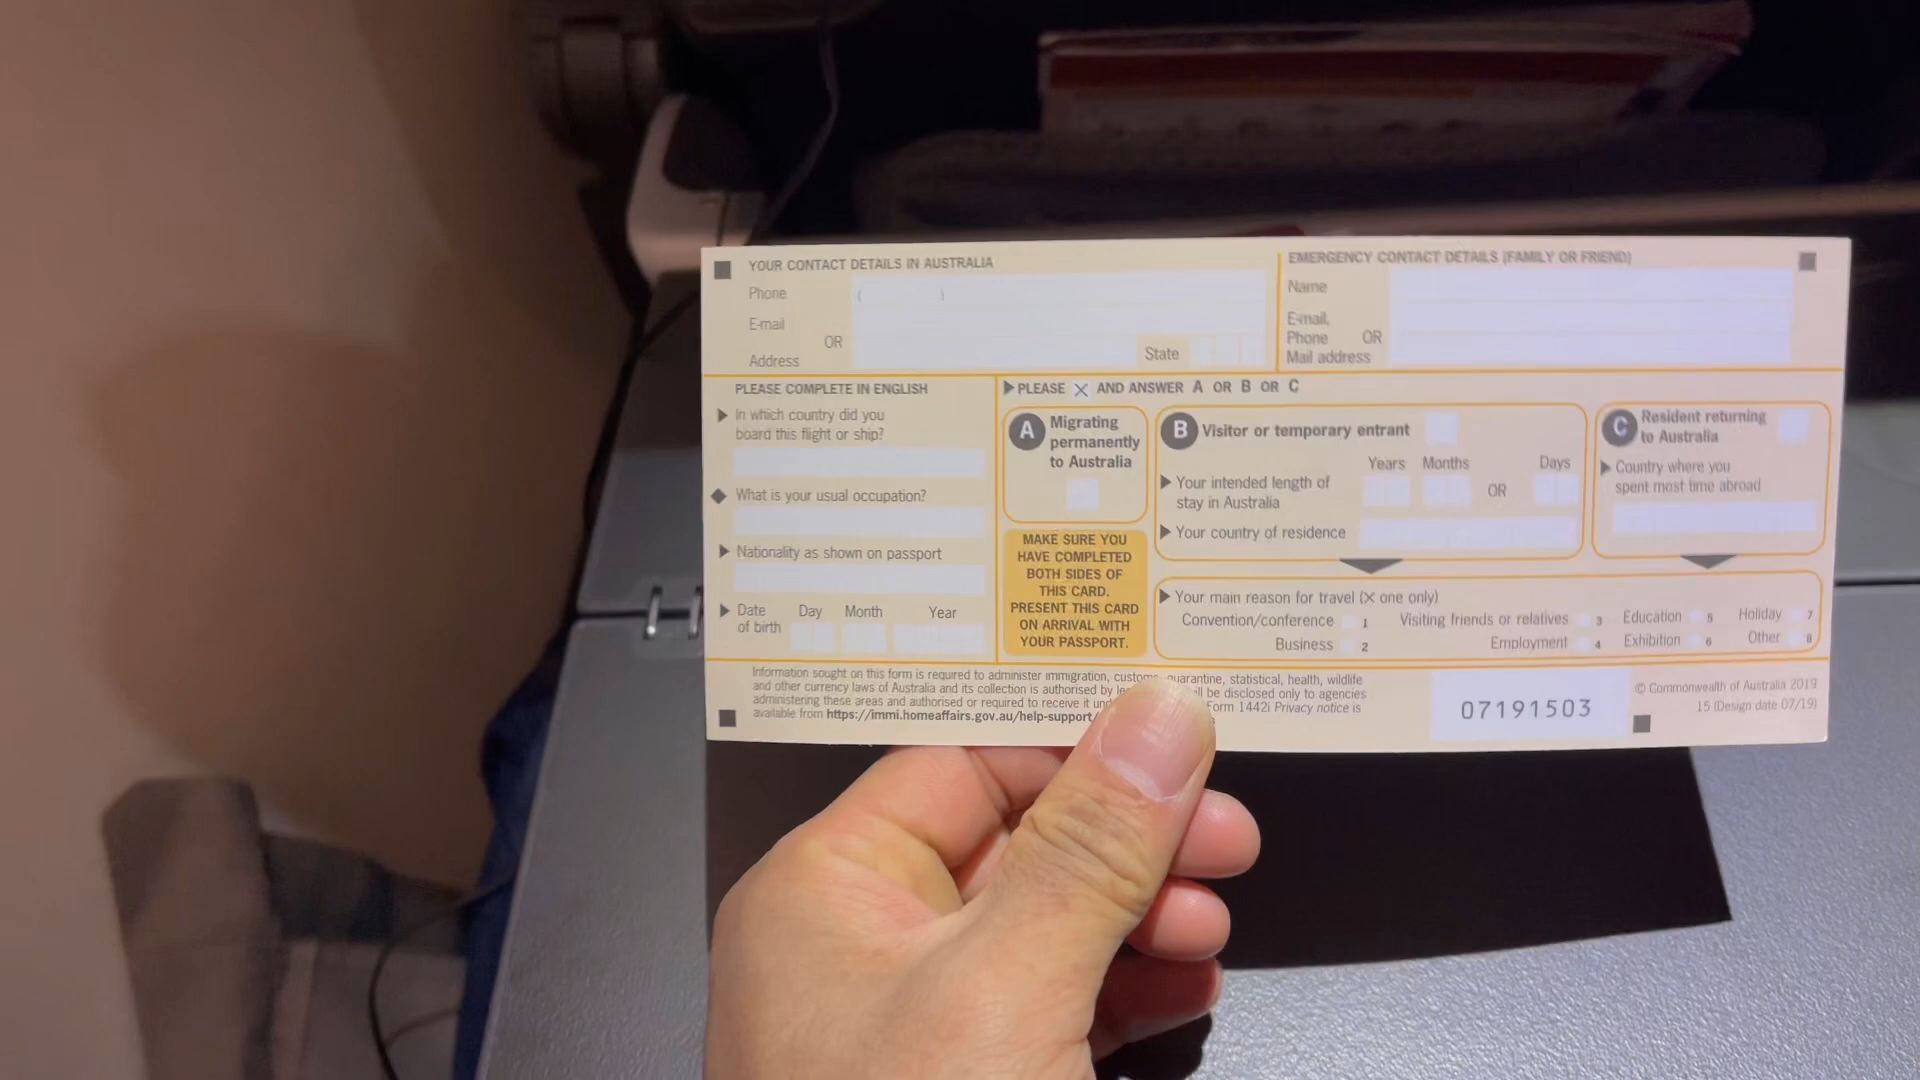 YOUR CONTACT DETAILS IN AUSTRALIA
Phone ( )
E-mail
OR
Address
State
EMERGENCY CONTACT DETAILS (FAMILY OR FRIEND)
Name
E-mail,
Phone OR
Mail address
PLEASE COMPLETE IN ENGLISH
In which country did you
board this flight or ship?
What is your usual occupation?
Nationality as shown on passport
Date Day Month Year
of birth
PLEASE X AND ANSWER A OR B OR C
A Migrating
permanently
to Australia
MAKE SURE YOU
HAVE COMPLETED
BOTH SIDES OF
THIS CARD.
PRESENT THIS CARD
ON ARRIVAL WITH
YOUR PASSPORT.
B Visitor or temporary entrant
Years Months Days
Your intended length of
stay in Australia
OR
Your country of residence
C Resident returning
to Australia
Country where you
spent most time abroad
Your main reason for travel (X one only)
Convention/conference 1 Visiting friends or relatives 3 Education 5 Holiday 7
Business 2 Employment 4 Exhibition 6 Other 8
Information sought on this form is required to administer immigration, customs, quarantine, statistical, health, wildlife
and other currency laws of Australia and its collection is authorised by be disclosed only to agencies
administering these areas and authorised or required to receive it Form 1442i Privacy notice is
available from https://immi.homeaffairs.gov.au/help-support/
07191503
© Commonwealth of Australia 2019
15 (Design date 07/19)